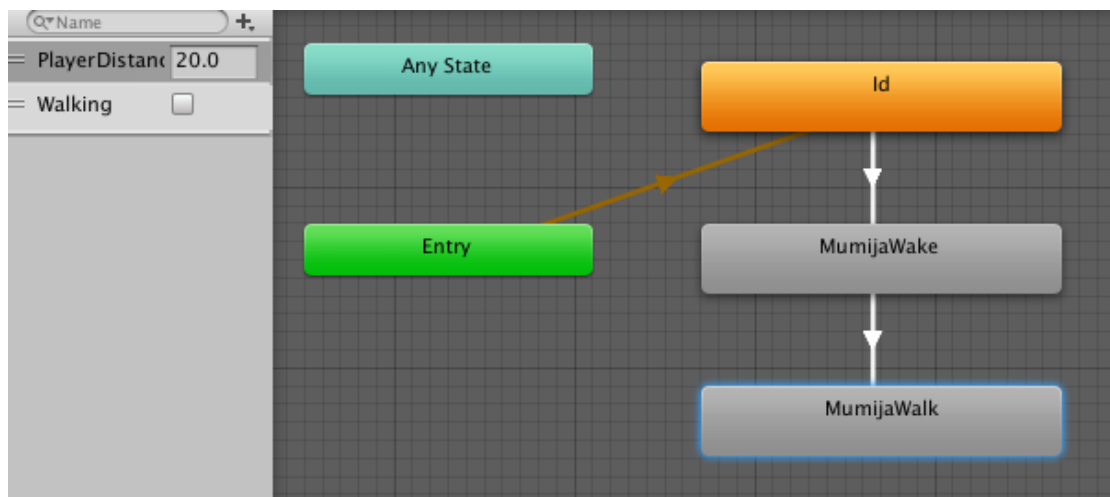 Name
PlayerDistanc 20.0
Walking
Any State
Id
Entry
MumijaWake
MumijaWalk